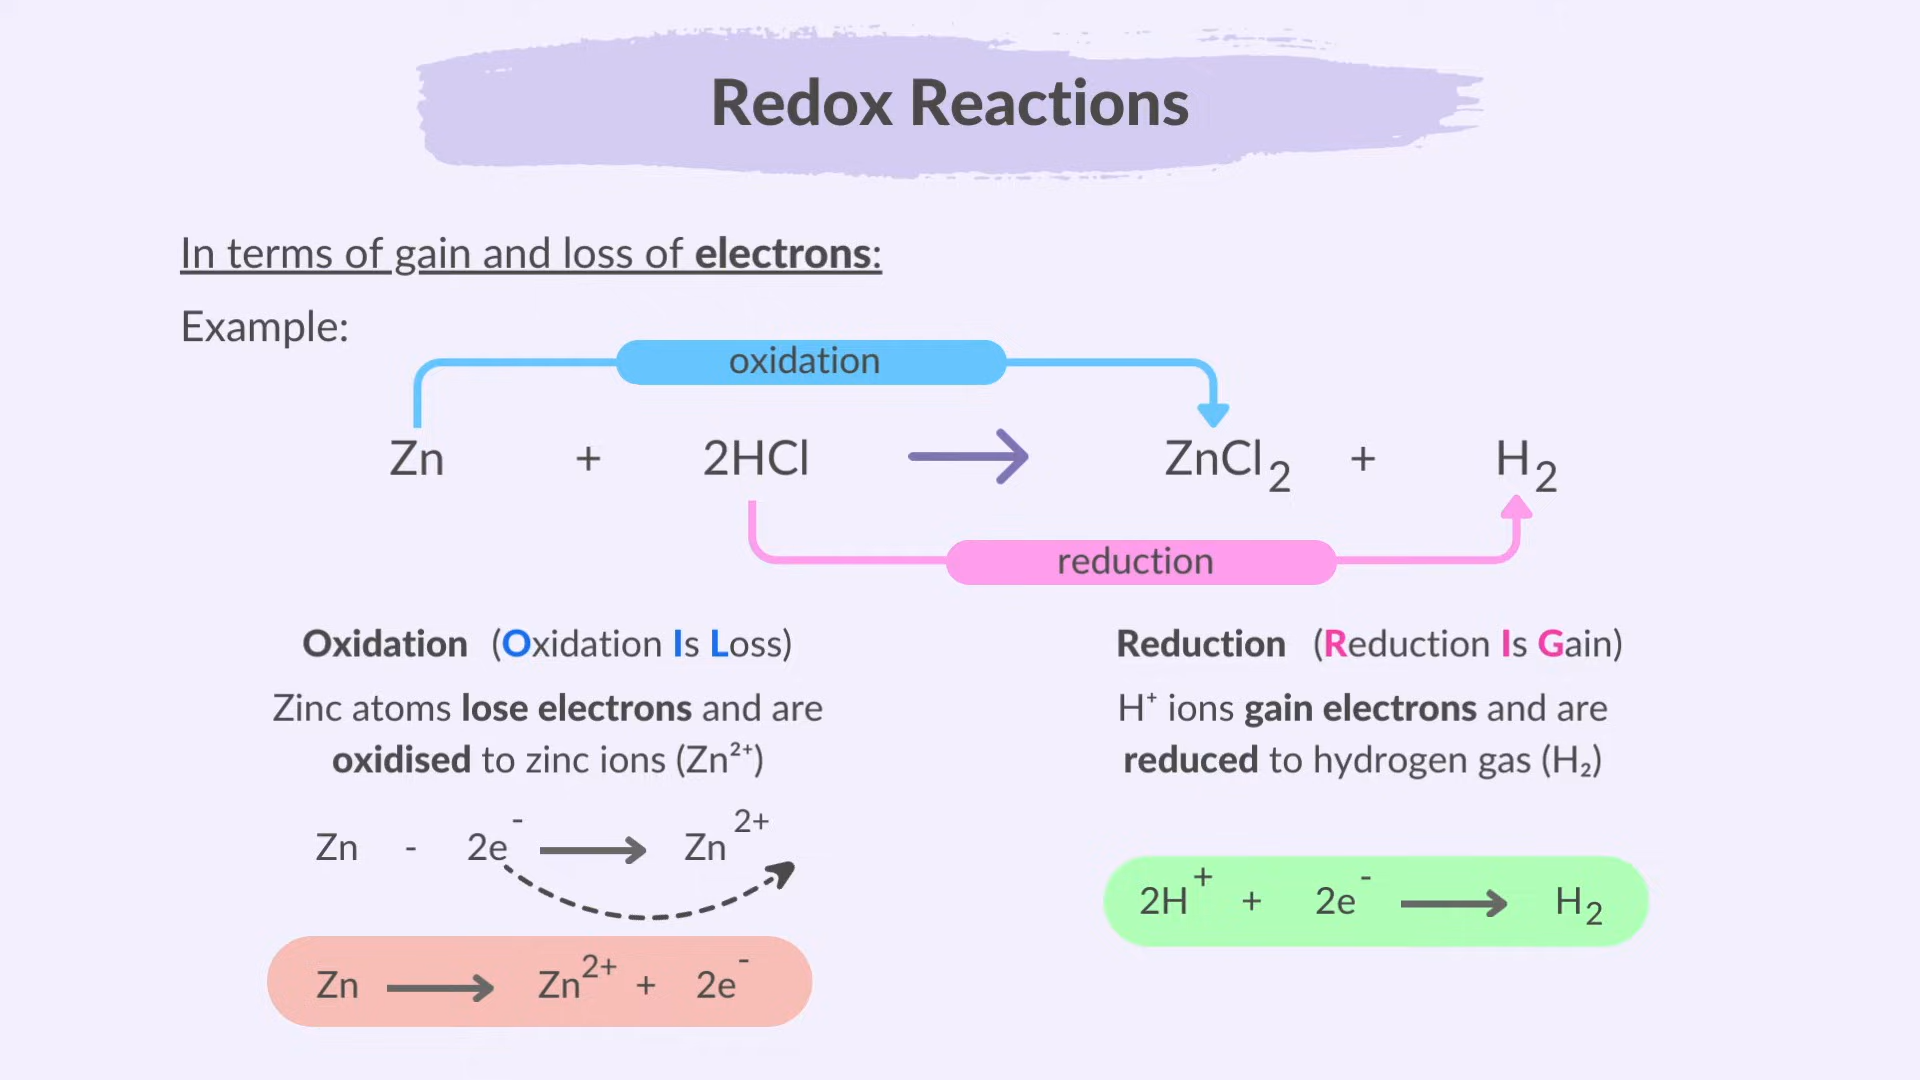 Redox Reactions
In terms of gain and loss of electrons:
Example:
oxidation
Zn + 2HCl → ZnCl₂ + H₂
reduction
Oxidation (Oxidation Is Loss)
Zinc atoms lose electrons and are
oxidised to zinc ions (Zn²⁺)
Zn - 2e⁻ → Zn²⁺
Zn → Zn²⁺ + 2e⁻
Reduction (Reduction Is Gain)
H⁺ ions gain electrons and are
reduced to hydrogen gas (H₂)
2H⁺ + 2e⁻ → H₂